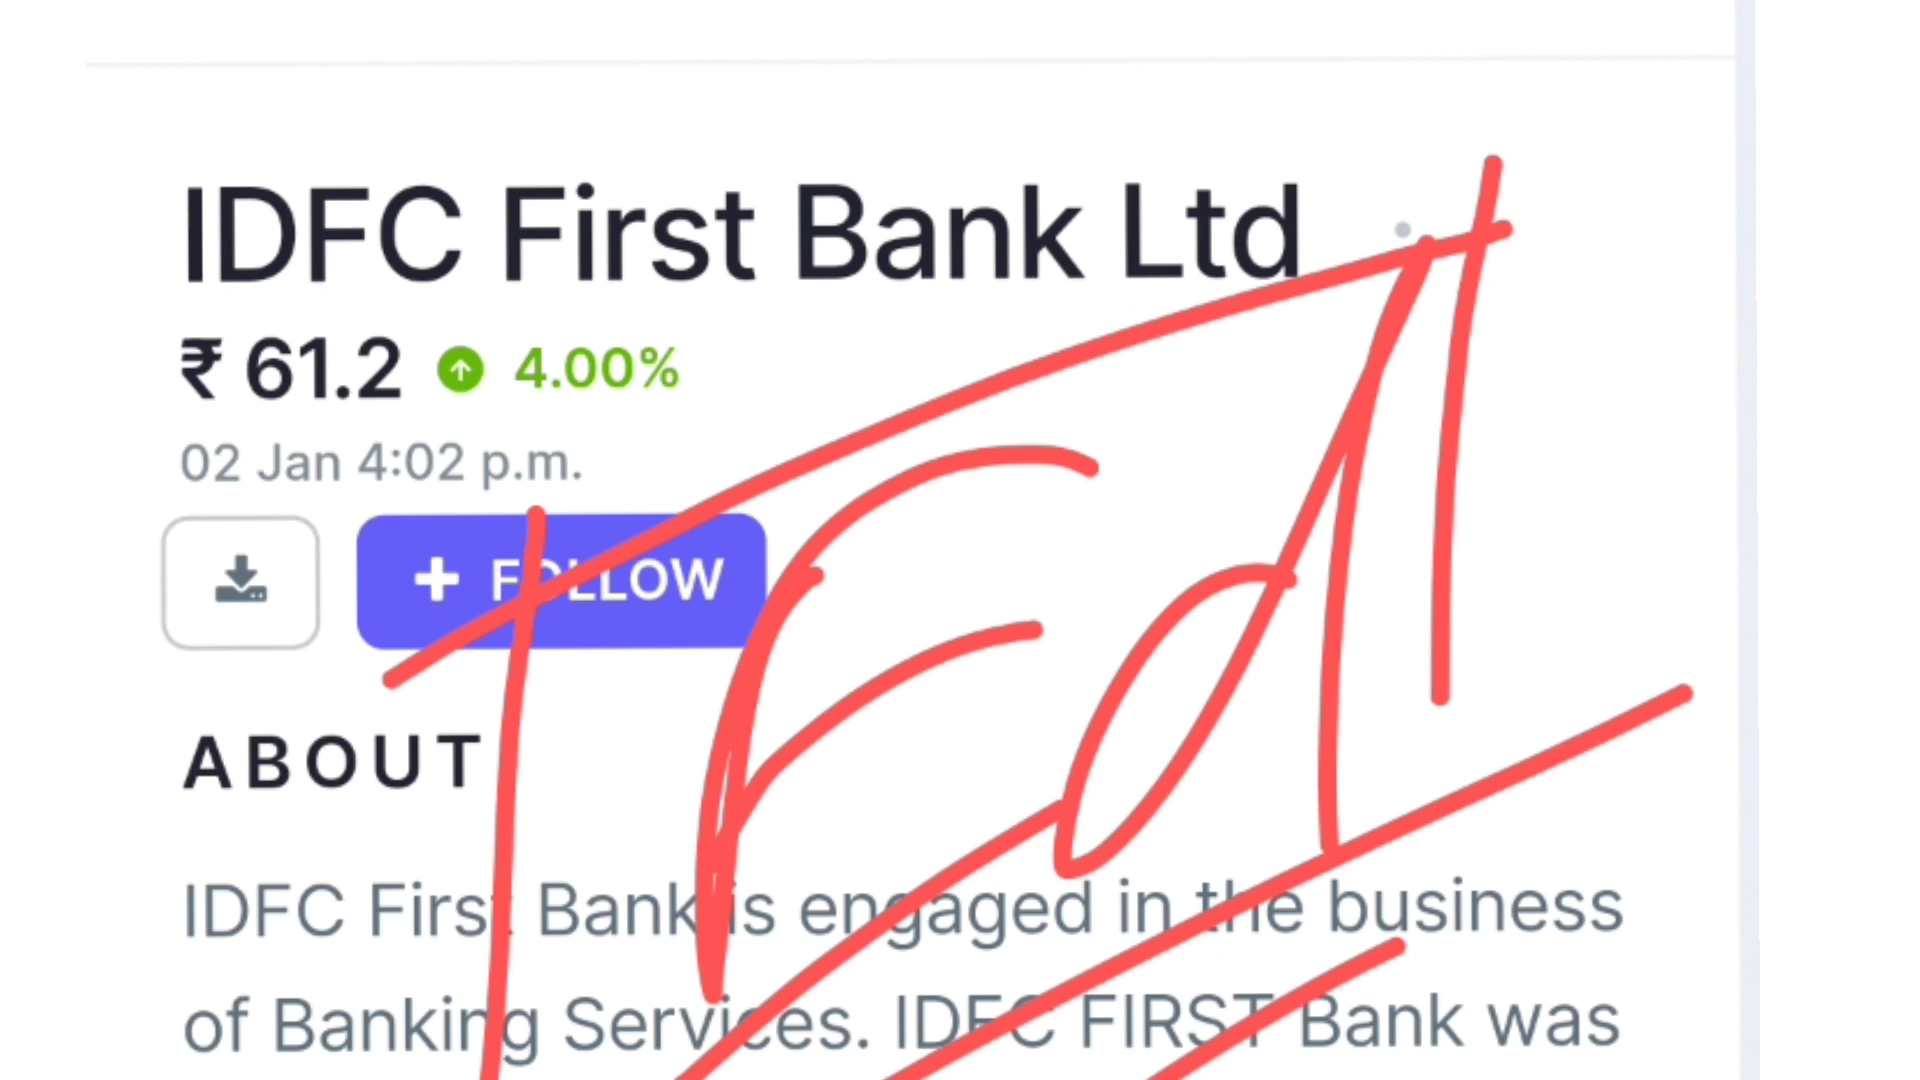 IDFC First Bank Ltd
₹ 61.2 4.00%
02 Jan 4:02 p.m.
+ FOLLOW
ABOUT
IDFC First Bank is engaged in the business
of Banking Services. IDFC FIRST Bank was